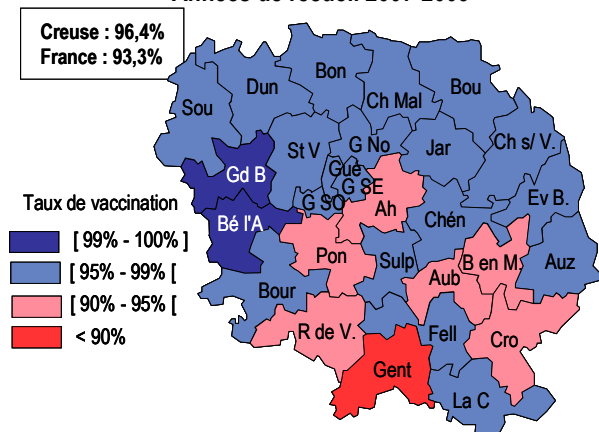 Creuse : 96,4%
France : 93,3%
Bon
Dun
Bou
Ch Mal
Sou
G No
Ch s/ V.
St V
Jar
Gué
Gd B
G SE
Ev B.
Taux de vaccination
G SO
Ah
Bé l'A
Chén
[ 99% - 100% ]
Pon
Sulp
B en M
Auz
[ 95% - 99% [
Aub
Bour
[ 90% - 95% [
R de V.
Fell
Cro
< 90%
Gent
La C